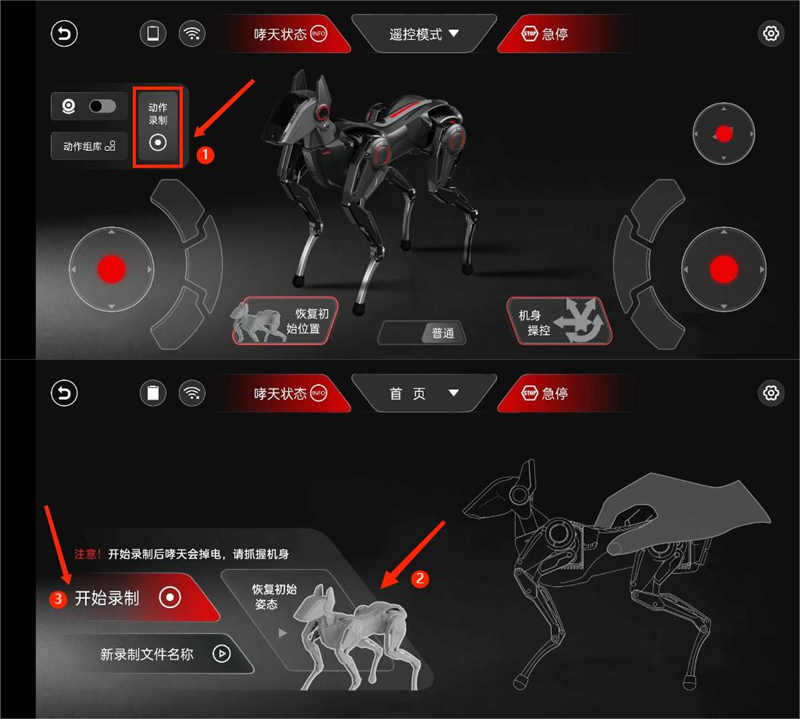 哮天状态 INFO
遥控模式
STOP 急停
动作
录制
动作组库
1
恢复初
始位置
普通
机身
操控
哮天状态 INFO
首 页
STOP 急停
注意! 开始录制后哮天会掉电，请抓握机身
恢复初始
姿态
2
3
开始录制
新录制文件名称